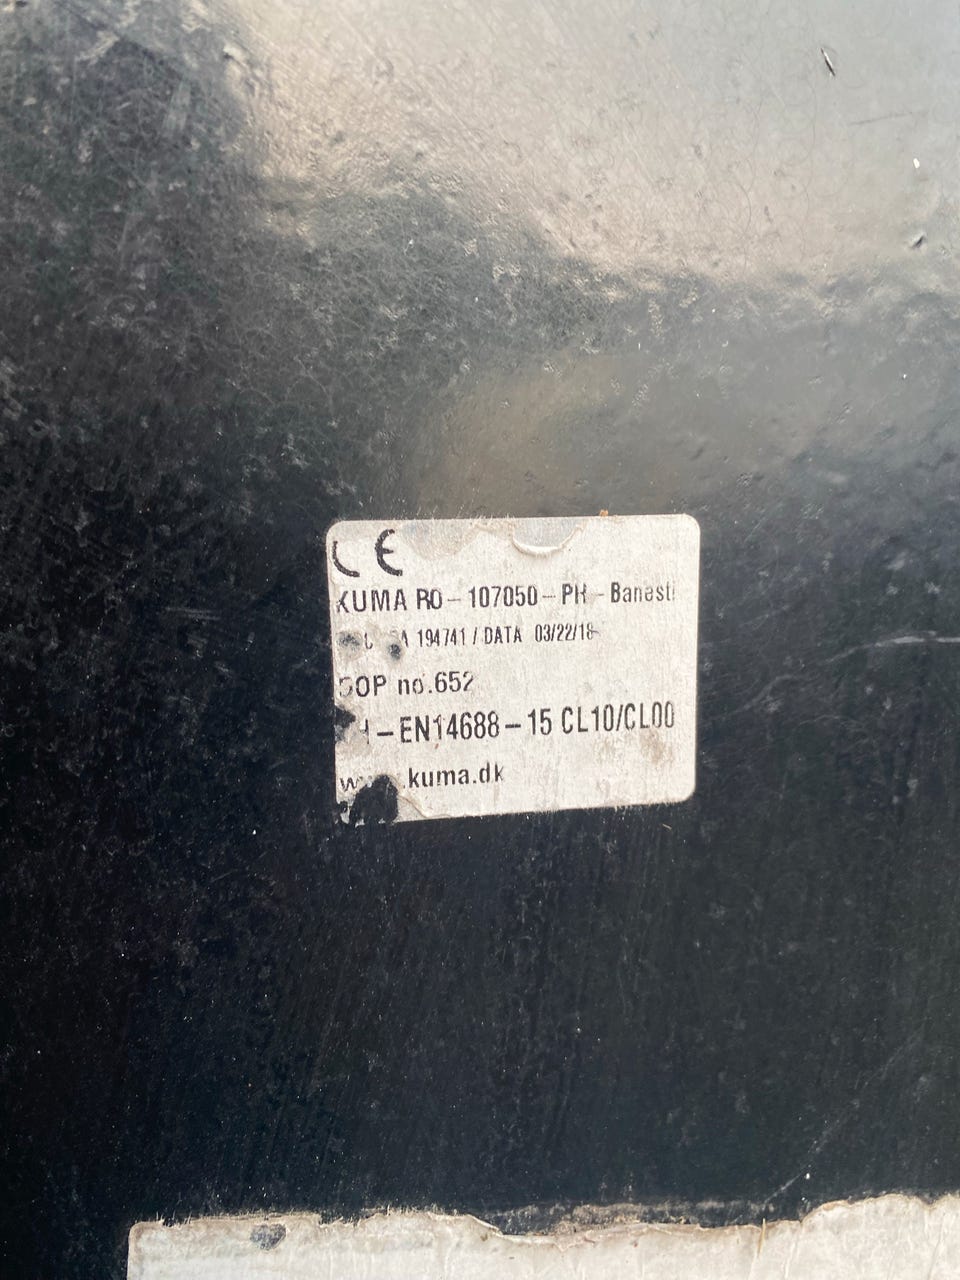 CE
KUMA RO - 107050 - PH - Banesti
194741 / DATA 03/22/18
DOP no.652
- EN14688 - 15 CL10/CL00
www.kuma.dk